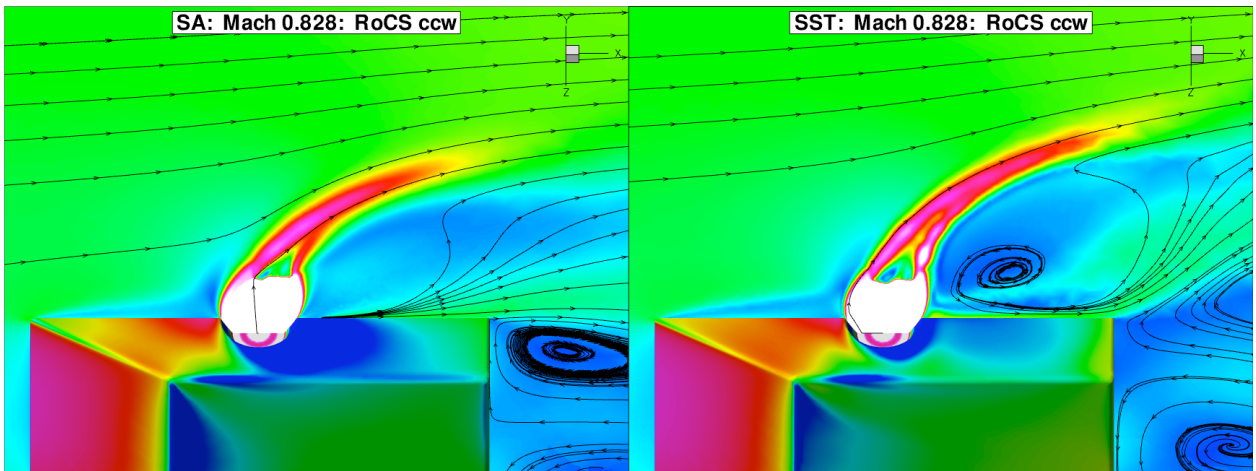 SA: Mach 0.828: RoCS ccw
Y
X
Z
SST: Mach 0.828: RoCS ccw
Y
X
Z